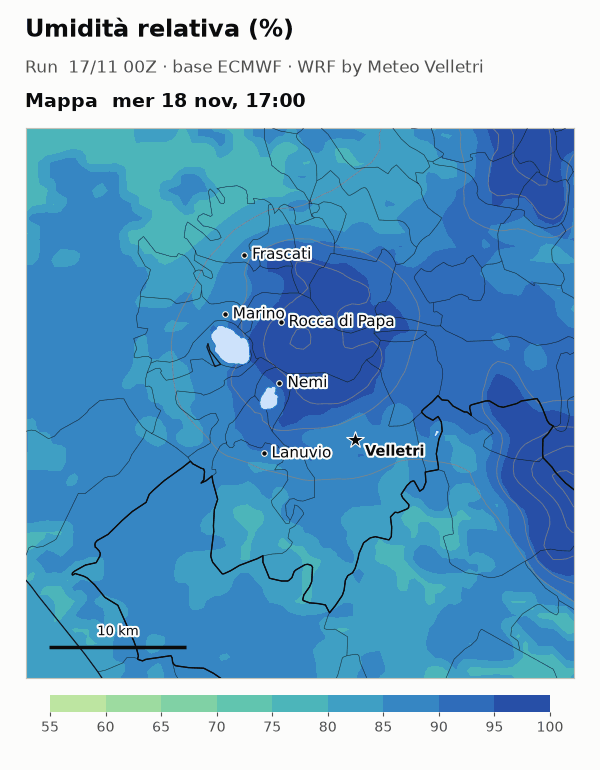 Umidità relativa (%)
Run  17/11 00Z · base ECMWF · WRF by Meteo Velletri
Mappa  mer 18 nov, 17:00
Frascati
Marino
Rocca di Papa
Nemi
Velletri
Lanuvio
10 km
55 60 65 70 75 80 85 90 95 100